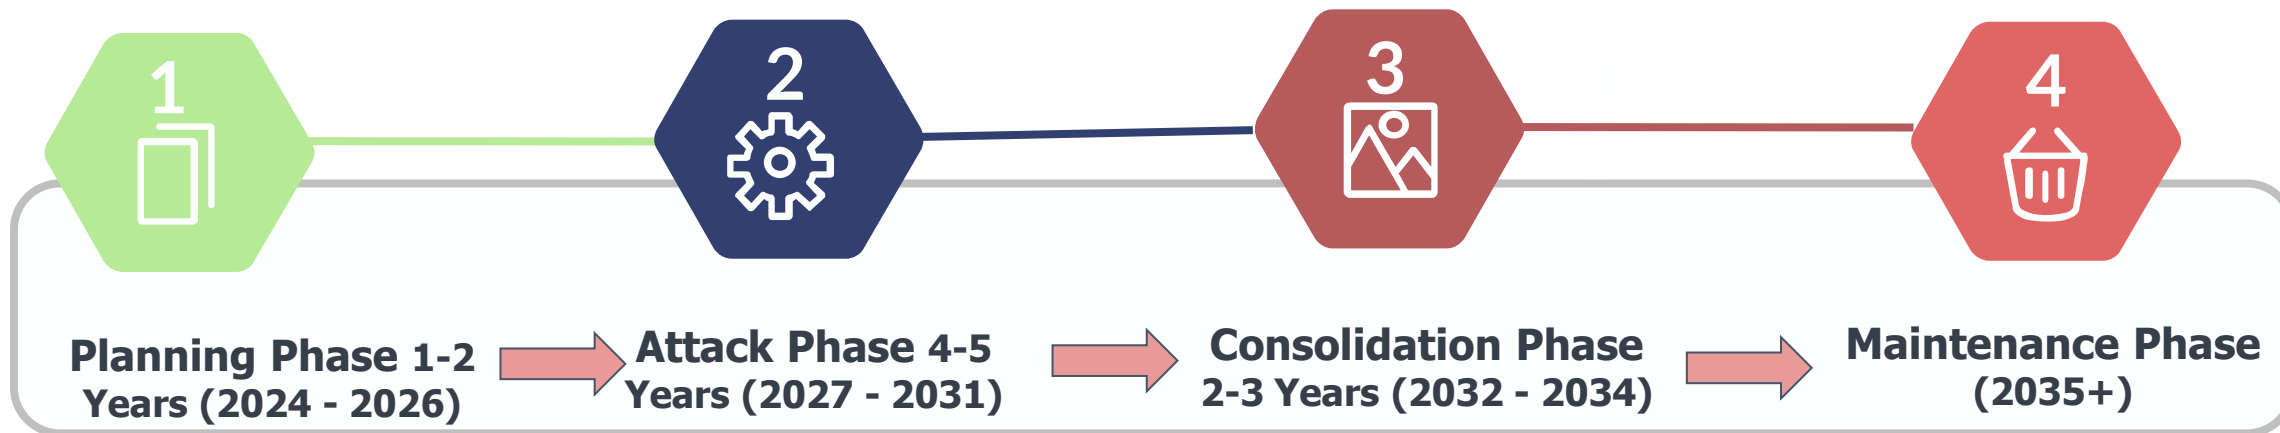 1
2
3
4
Planning Phase 1-2
Years (2024 - 2026)
Attack Phase 4-5
Years (2027 - 2031)
Consolidation Phase
2-3 Years (2032 - 2034)
Maintenance Phase
(2035+)